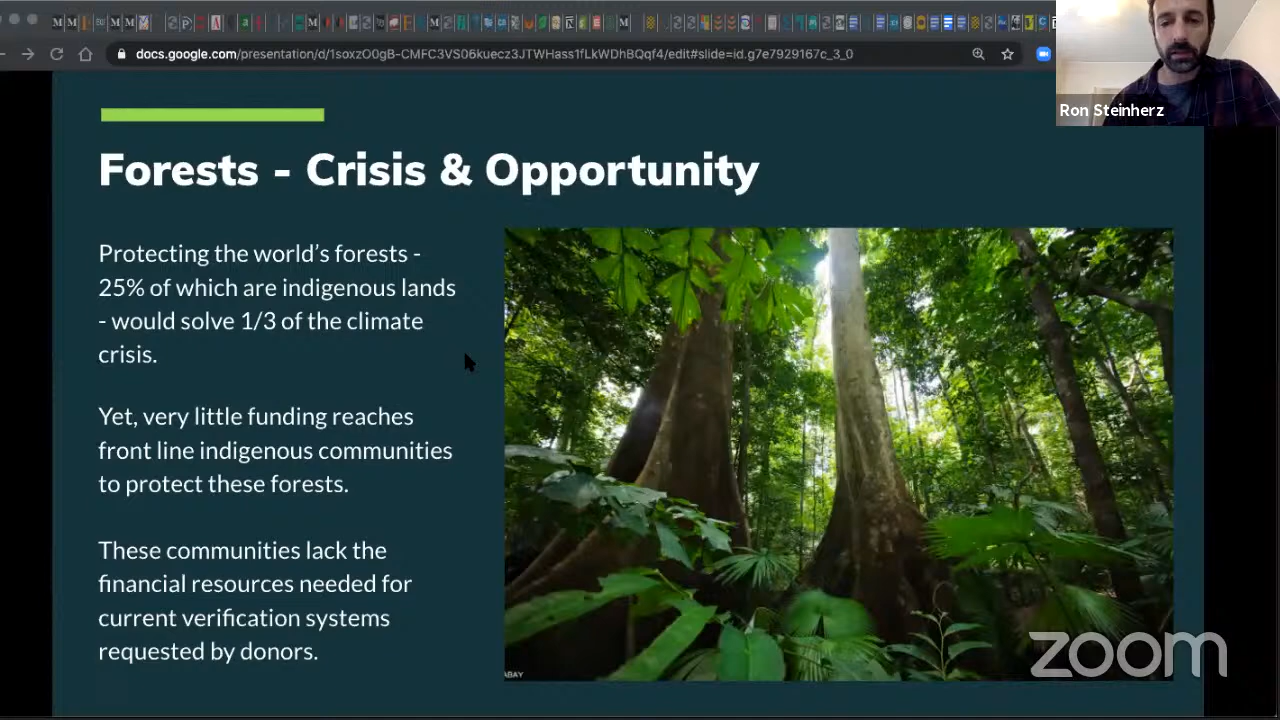 docs.google.com/presentation/d/1soxzO0gB-CMFC3VS06kuecz3JTWHass1fLkWDhBQqf4/edit#slide=id.g7e7929167c_3_0
Ron Steinherz
Forests - Crisis & Opportunity
Protecting the world’s forests -
25% of which are indigenous lands
- would solve 1/3 of the climate
crisis.
Yet, very little funding reaches
front line indigenous communities
to protect these forests.
These communities lack the
financial resources needed for
current verification systems
requested by donors.
zoom